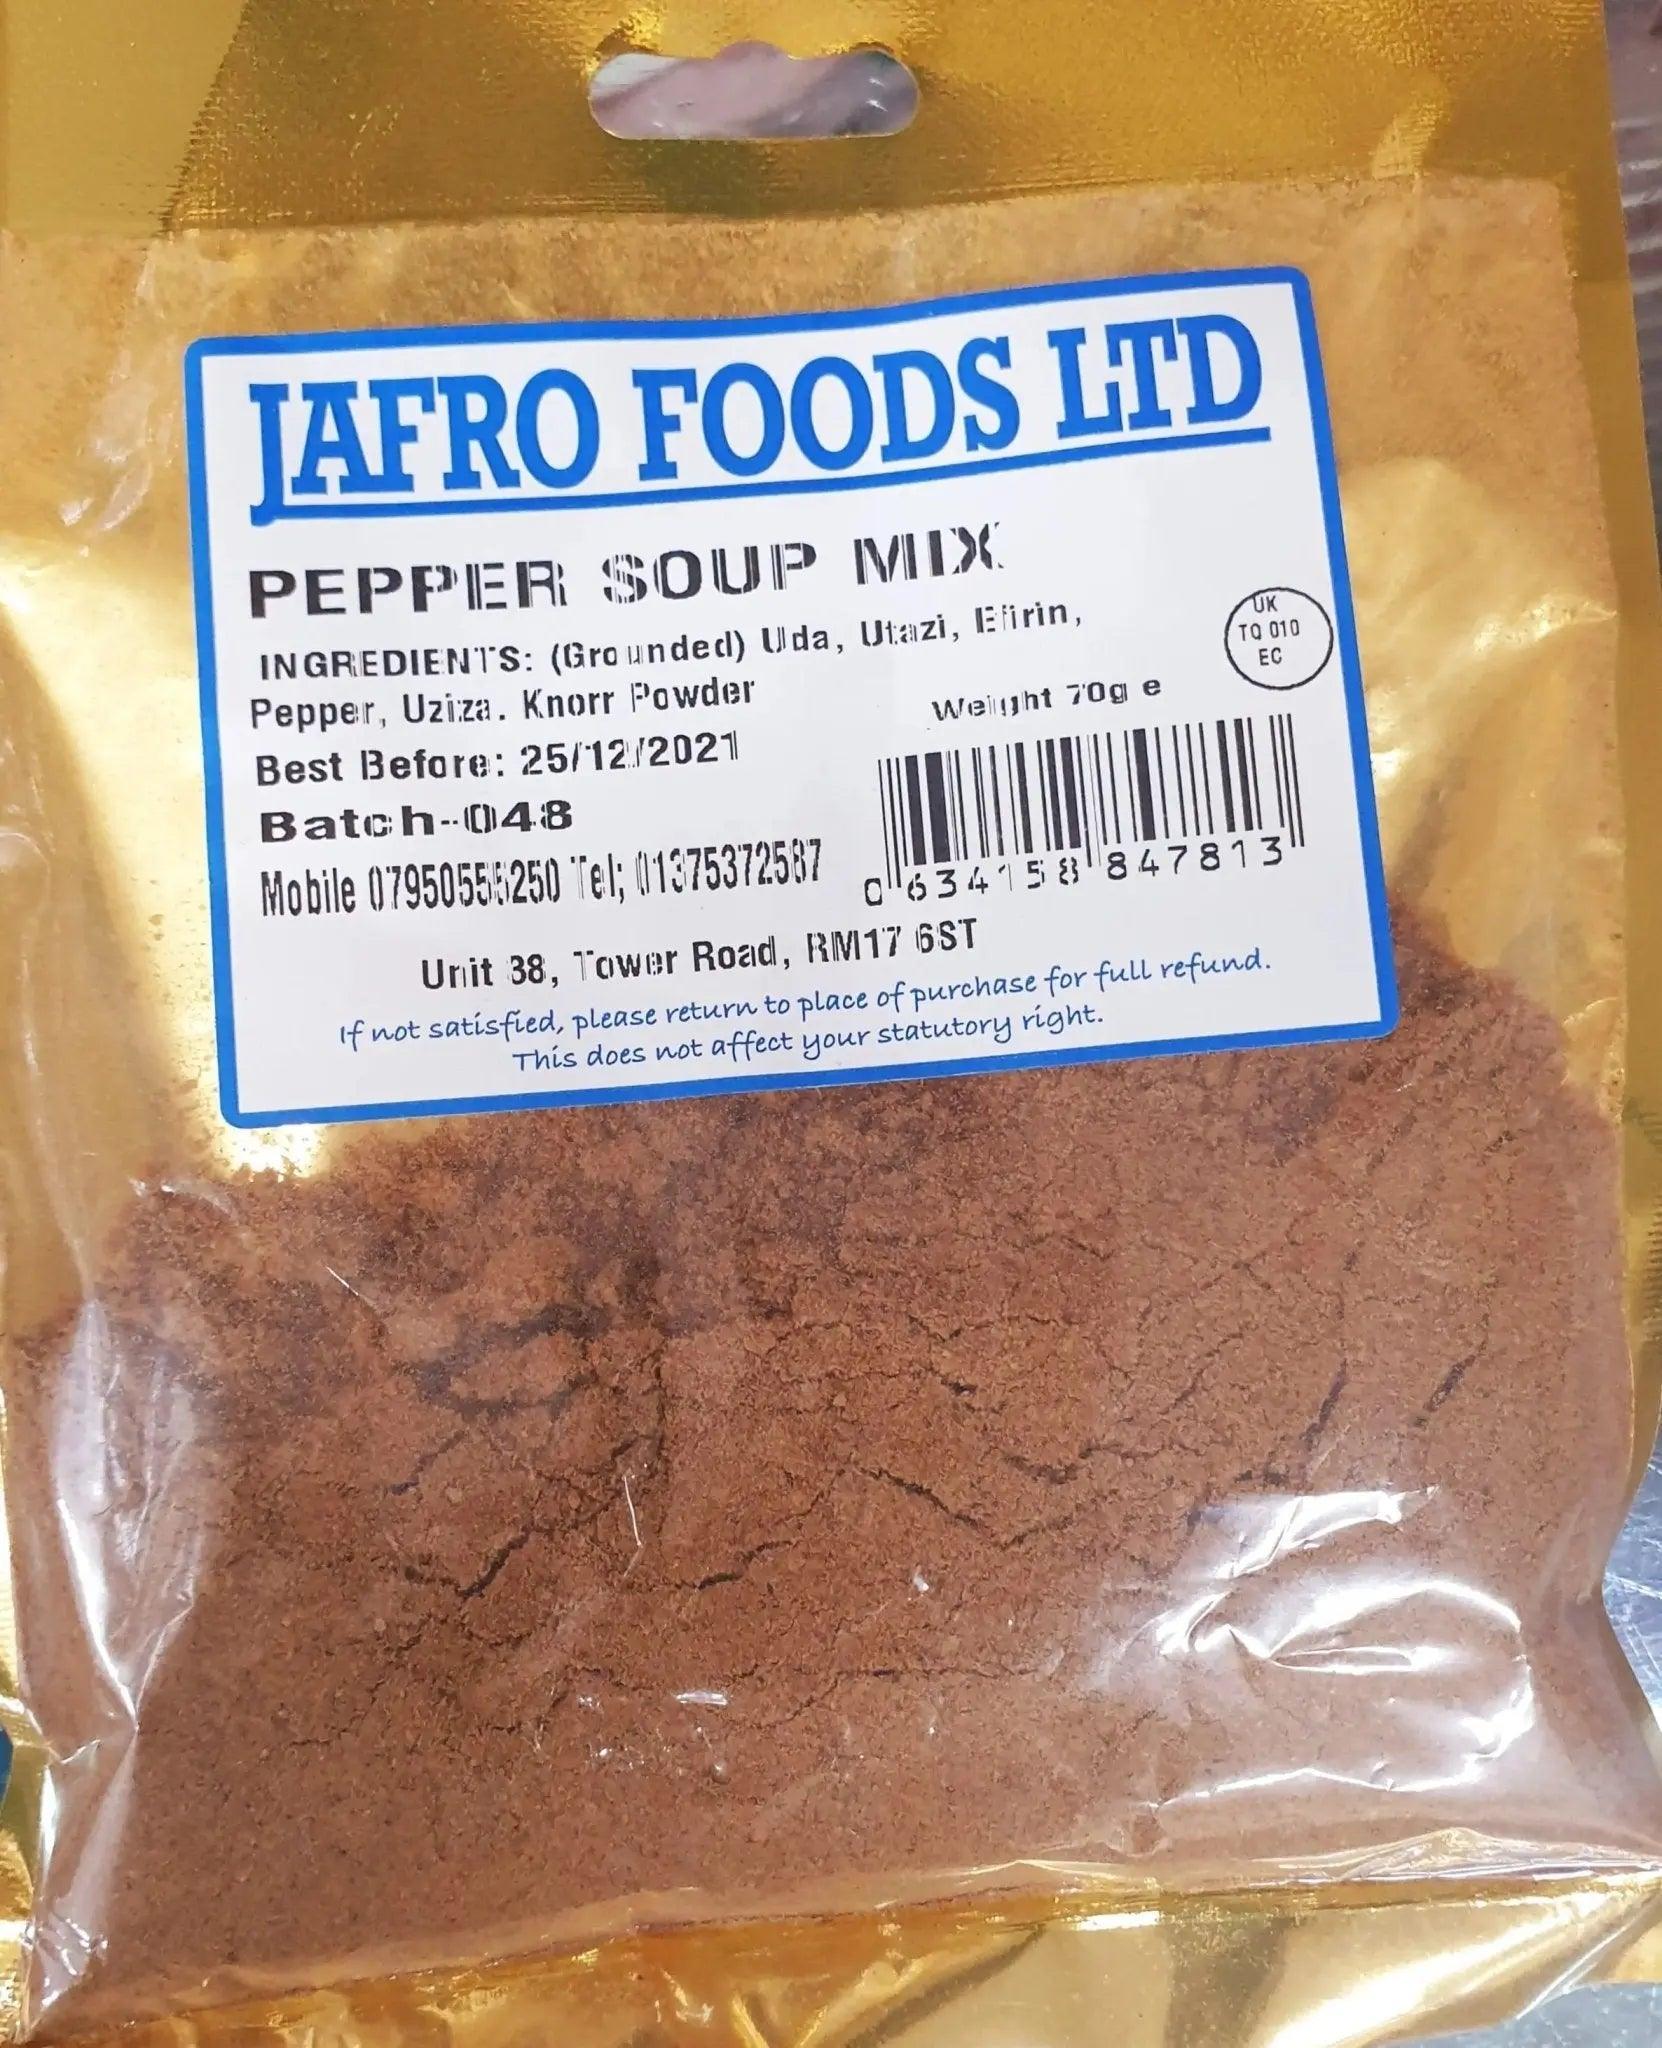 JAFRO FOODS LTD
PEPPER SOUP MIX
INGREDIENTS: (Grounded) Uda, Utazi, Efirin,
Pepper, Uziza. Knorr Powder
Best Before: 25/12/2021
Batch-048
Mobile 07950555250 Tel; 01375372587
UK
TQ 010
EC
Weight 70g e
0 634158 847813
Unit 38, Tower Road, RM17 6ST
If not satisfied, please return to place of purchase for full refund.
This does not affect your statutory right.